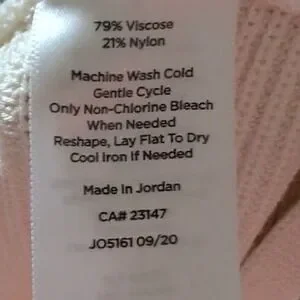 79% Viscose
21% Nylon
Machine Wash Cold
Gentle Cycle
Only Non-Chlorine Bleach
When Needed
Reshape, Lay Flat To Dry
Cool Iron If Needed
Made In Jordan
CA# 23147
JO5161 09/20